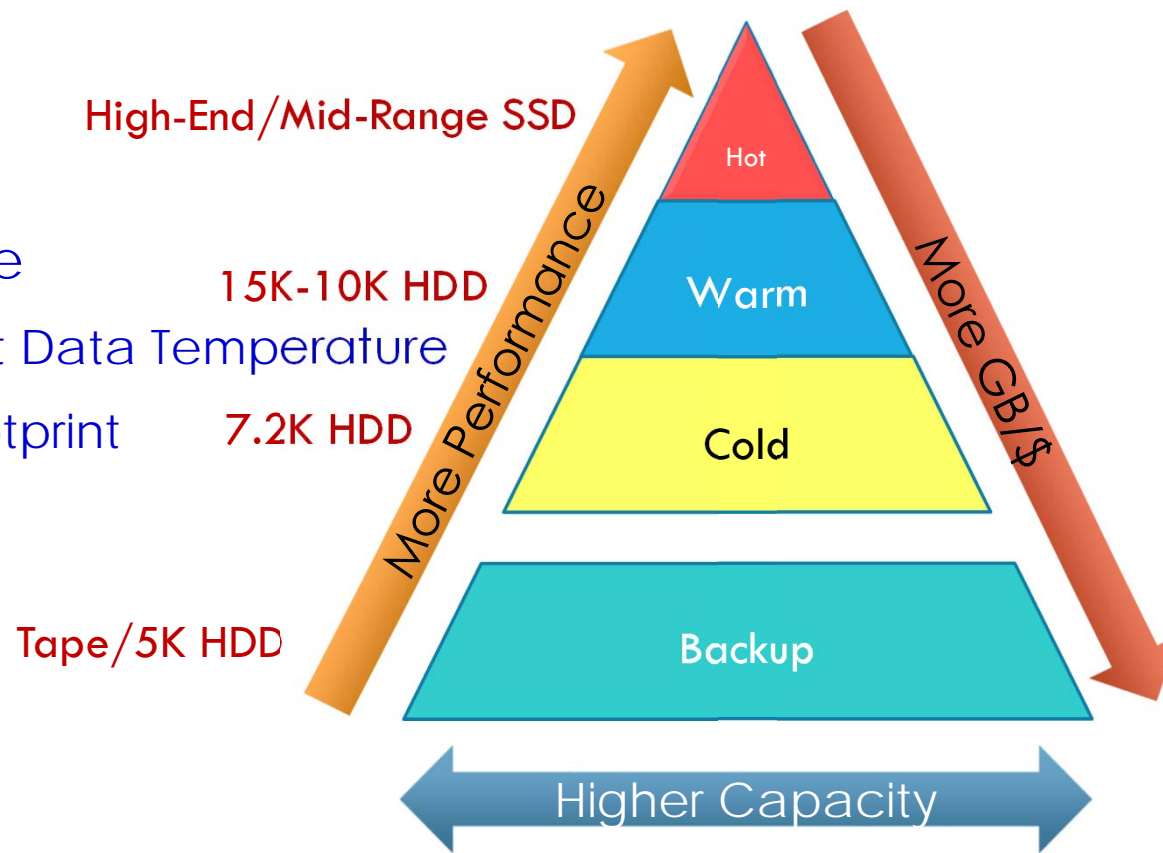 High-End/Mid-Range SSD
Hot
e
15K-10K HDD
Warm
t Data Temperature
tprint
7.2K HDD
Cold
More Performance
More GB/$
Tape/5K HDD
Backup
Higher Capacity